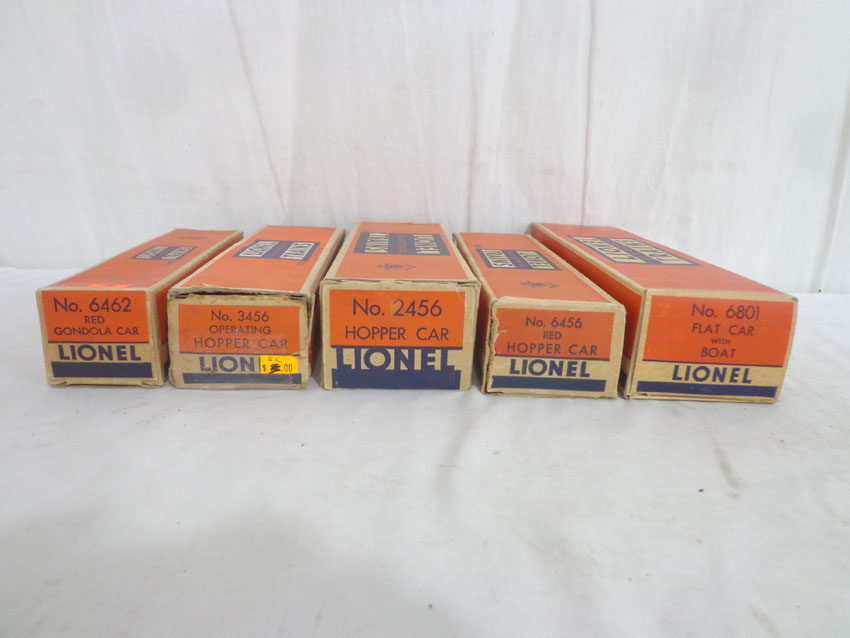 No. 6462
RED
GONDOLA CAR
LIONEL
No. 3456
OPERATING
HOPPER CAR
LION
.00
No. 2456
HOPPER CAR
LIONEL
No. 6456
RED
HOPPER CAR
LIONEL
No. 6801
FLAT CAR
WITH
BOAT
LIONEL